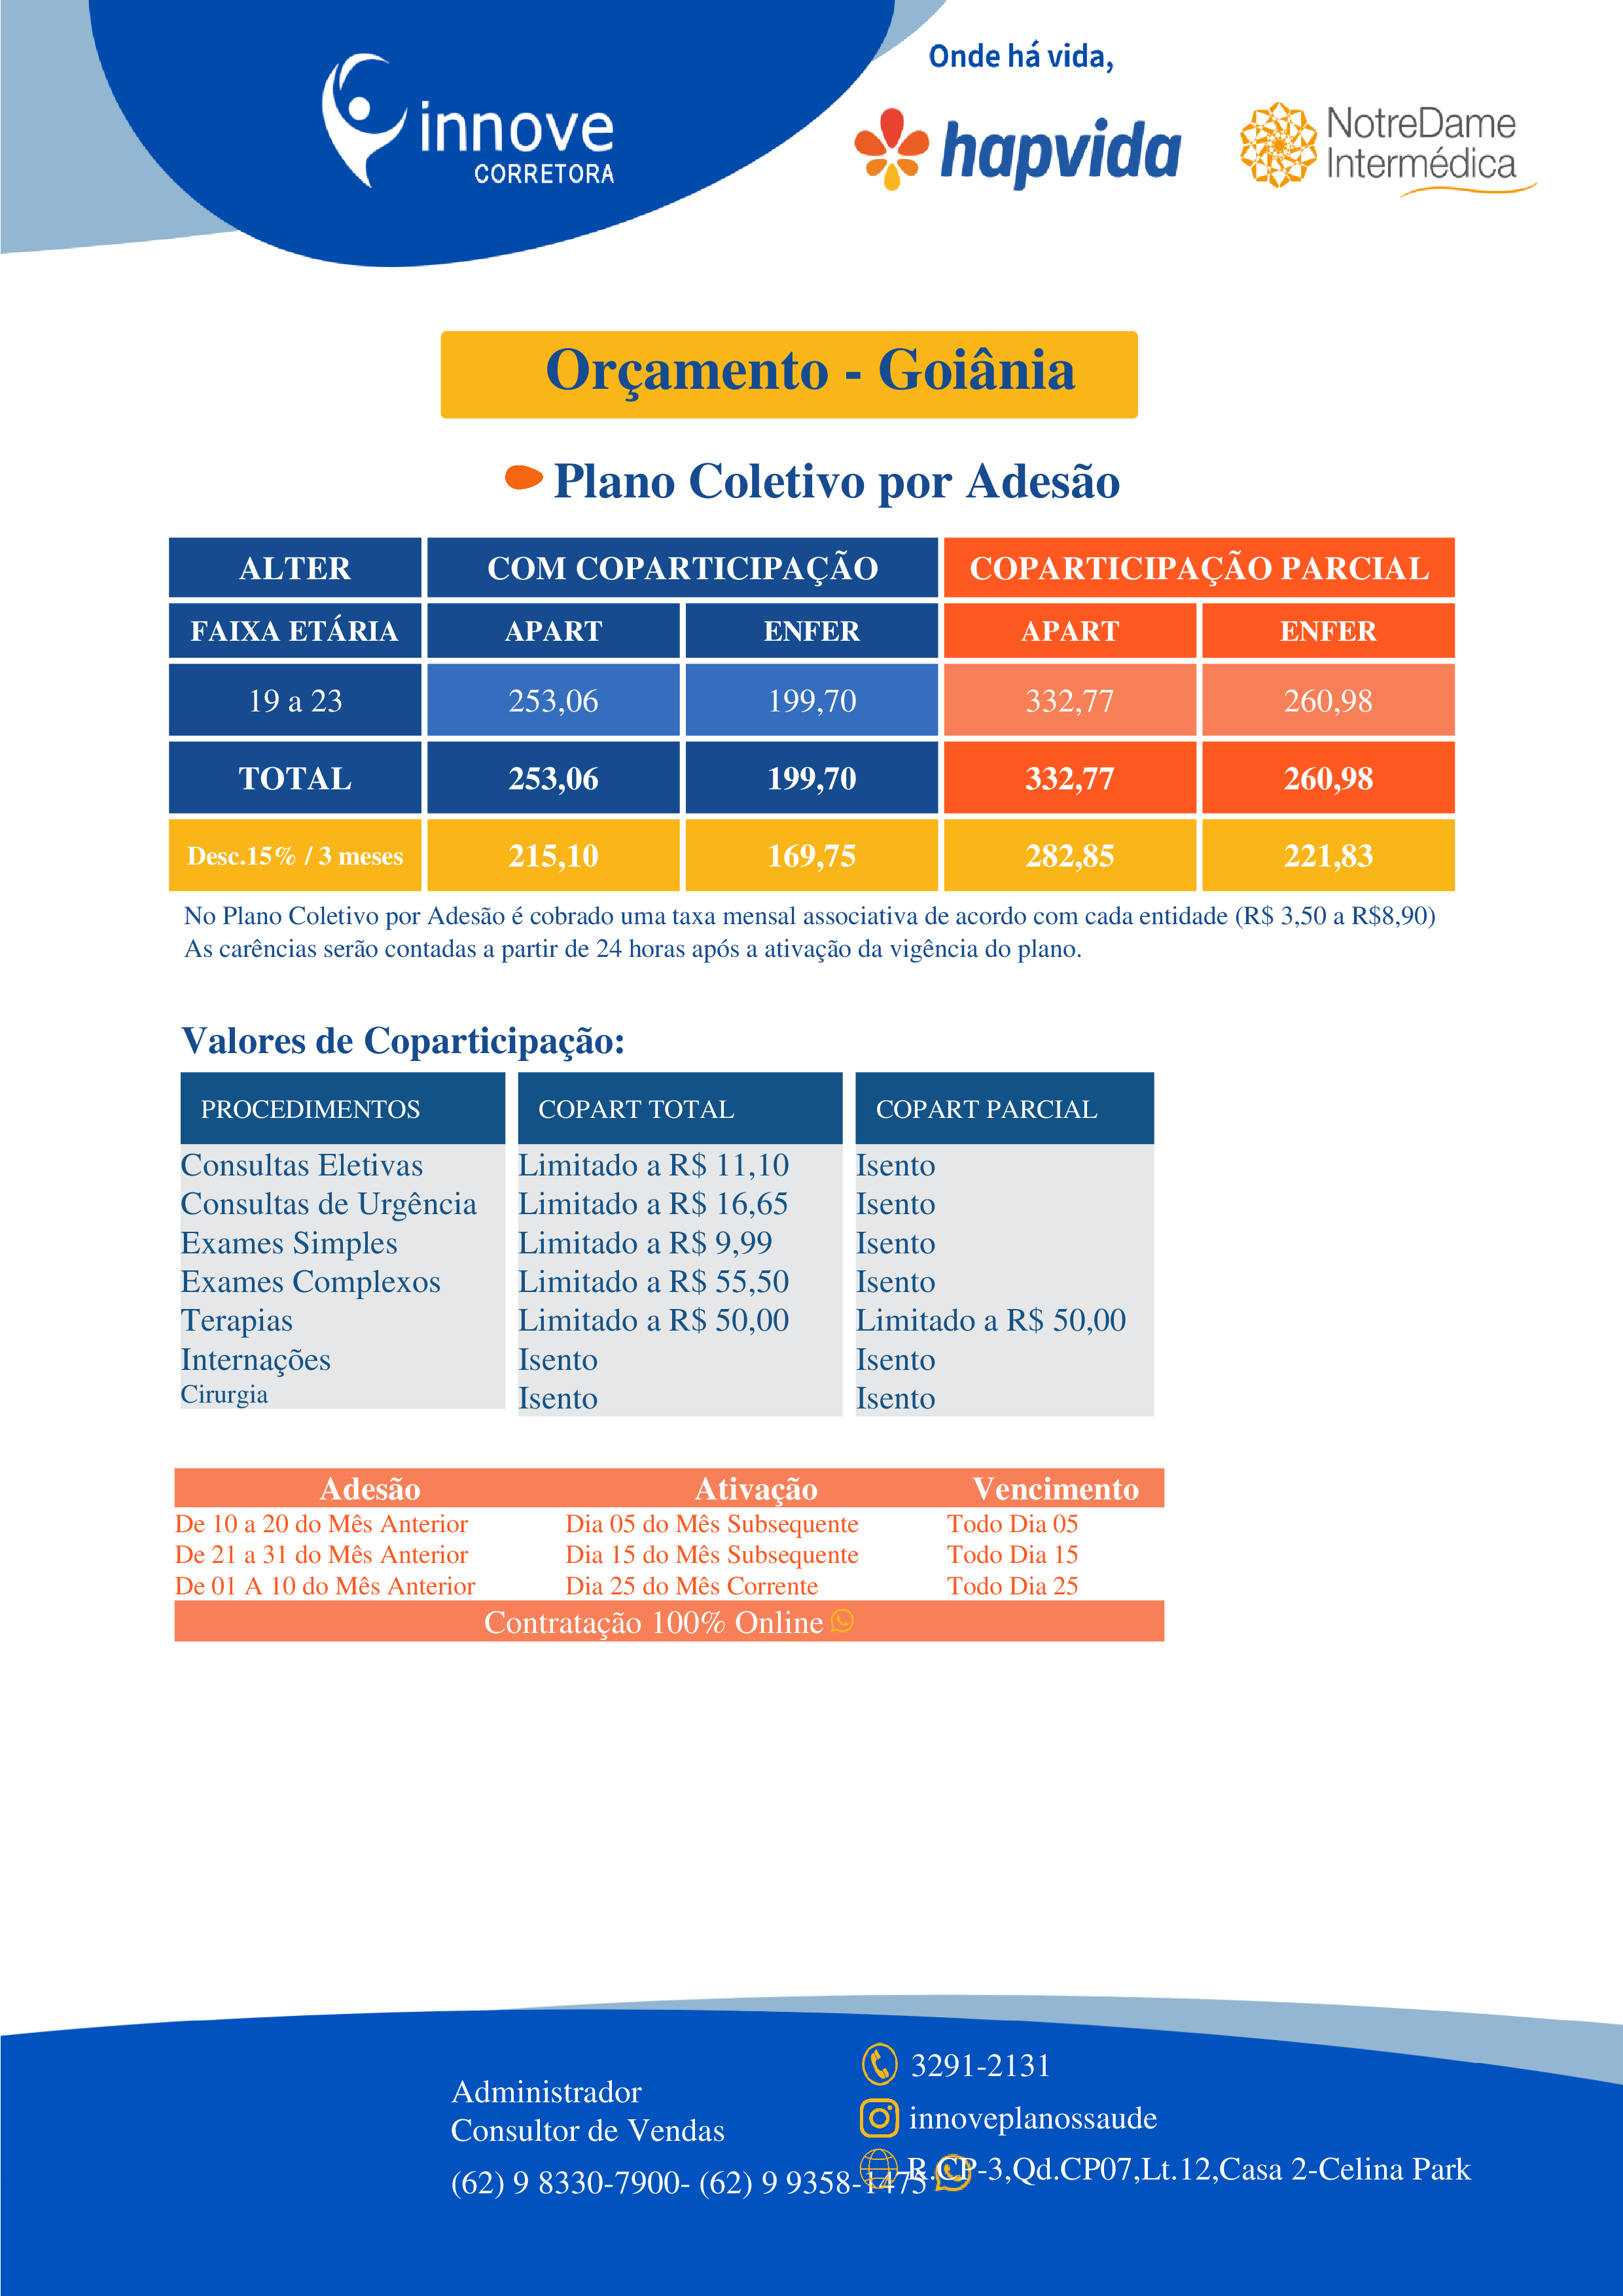 Onde há vida,
innove
CORRETORA
hapvida
NotreDame
Intermédica
Orçamento - Goiânia
Plano Coletivo por Adesão
ALTER COM COPARTICIPAÇÃO COPARTICIPAÇÃO PARCIAL
FAIXA ETÁRIA APART ENFER APART ENFER
19 a 23 253,06 199,70 332,77 260,98
TOTAL 253,06 199,70 332,77 260,98
Desc.15% / 3 meses 215,10 169,75 282,85 221,83
No Plano Coletivo por Adesão é cobrado uma taxa mensal associativa de acordo com cada entidade (R$ 3,50 a R$8,90)
As carências serão contadas a partir de 24 horas após a ativação da vigência do plano.
Valores de Coparticipação:
PROCEDIMENTOS COPART TOTAL COPART PARCIAL
Consultas Eletivas Limitado a R$ 11,10 Isento
Consultas de Urgência Limitado a R$ 16,65 Isento
Exames Simples Limitado a R$ 9,99 Isento
Exames Complexos Limitado a R$ 55,50 Isento
Terapias Limitado a R$ 50,00 Limitado a R$ 50,00
Internações Isento Isento
Cirurgia Isento Isento
Adesão Ativação Vencimento
De 10 a 20 do Mês Anterior Dia 05 do Mês Subsequente Todo Dia 05
De 21 a 31 do Mês Anterior Dia 15 do Mês Subsequente Todo Dia 15
De 01 A 10 do Mês Anterior Dia 25 do Mês Corrente Todo Dia 25
Contratação 100% Online
Administrador
Consultor de Vendas
(62) 9 8330-7900- (62) 9 9358-1475
3291-2131
innoveplanossaude
R.CP-3,Qd.CP07,Lt.12,Casa 2-Celina Park